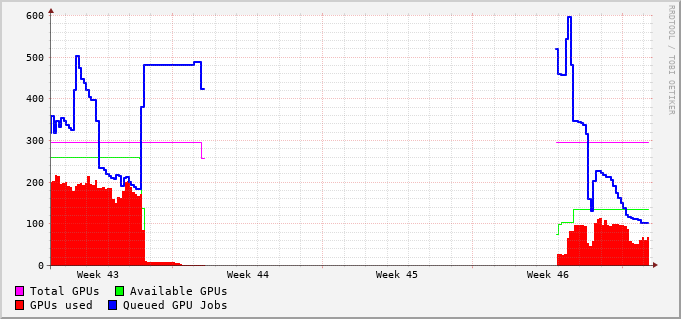 600
500
400
300
200
100
0
Week 43 Week 44 Week 45 Week 46
Total GPUs Available GPUs
GPUs used Queued GPU Jobs
RRDTOOL / TOBI OETIKER